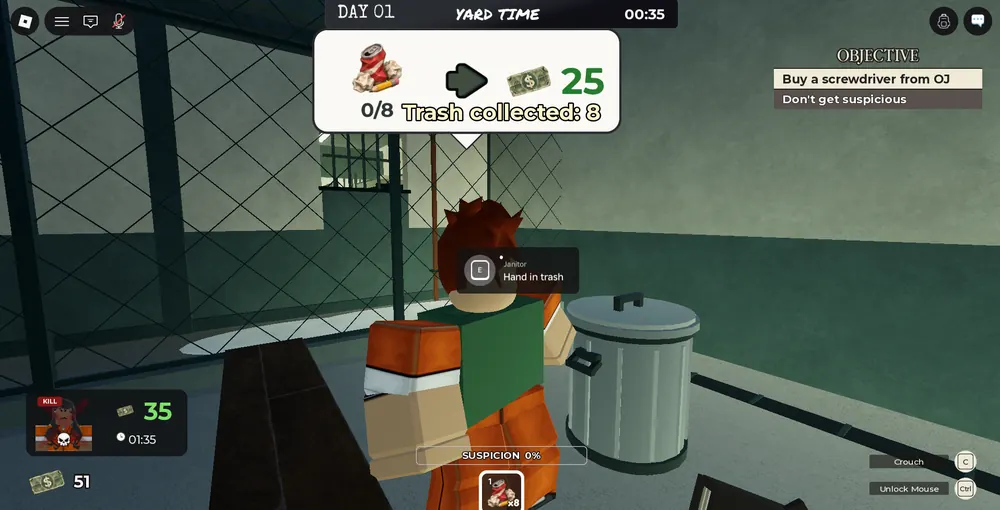 DAY 01
YARD TIME
00:35
25
0/8
Trash collected: 8
OBJECTIVE
Buy a screwdriver from OJ
Don't get suspicious
E
Janitor
Hand in trash
KILL
35
01:35
51
SUSPICION 0%
1
x8
Crouch
C
Unlock Mouse
Ctrl